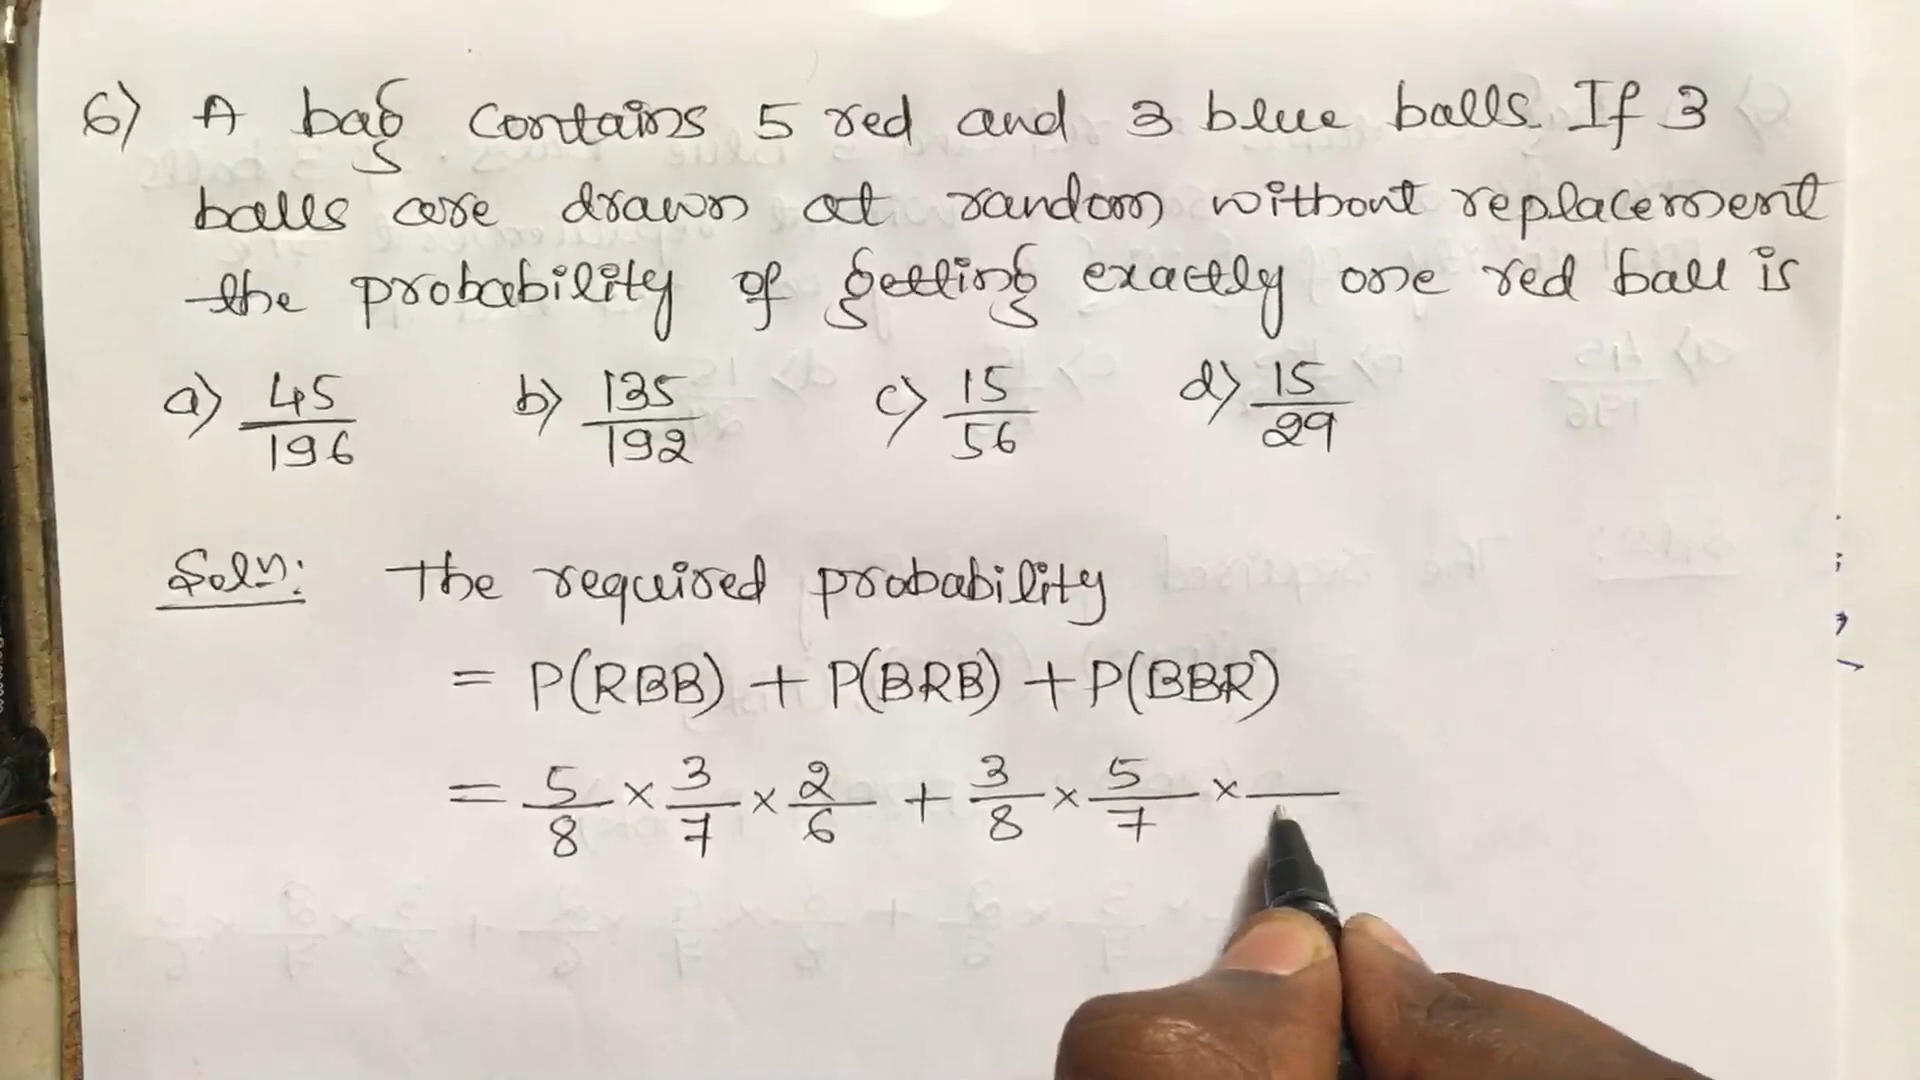 6) A bag contains 5 red and 3 blue balls. If 3
balls are drawn at random without replacement
the probability of getting exactly one red ball is
a) 45/196 b) 135/192 c) 15/56 d) 15/29
Soln: The required probability
= P(RBB) + P(BRB) + P(BBR)
= 5/8 × 3/7 × 2/6 + 3/8 × 5/7 ×